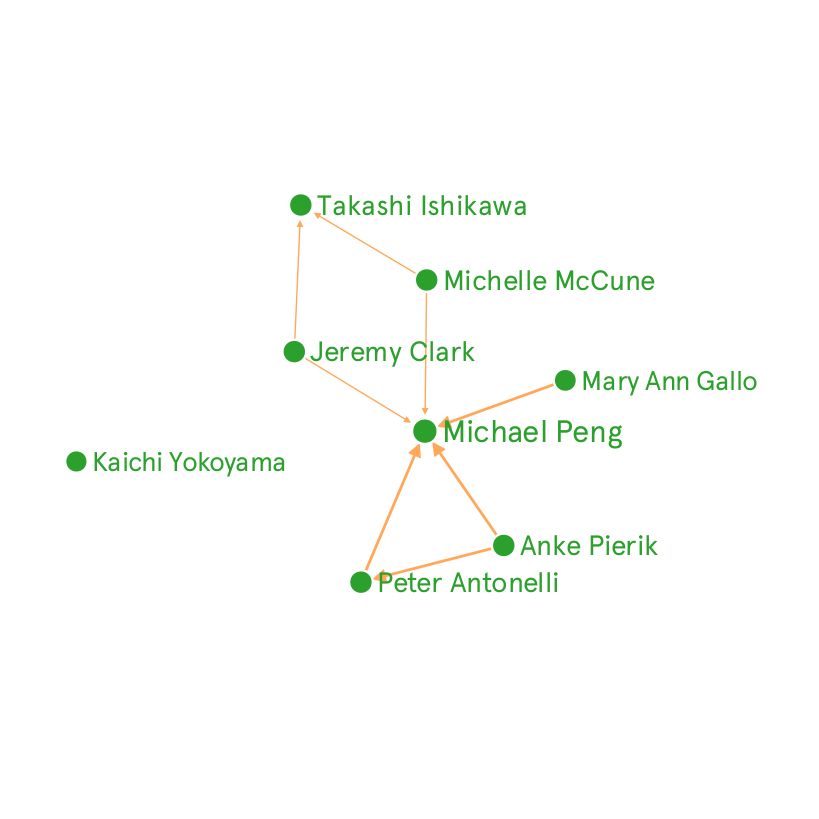 Takashi Ishikawa
Michelle McCune
Jeremy Clark
Mary Ann Gallo
Michael Peng
Kaichi Yokoyama
Anke Pierik
Peter Antonelli